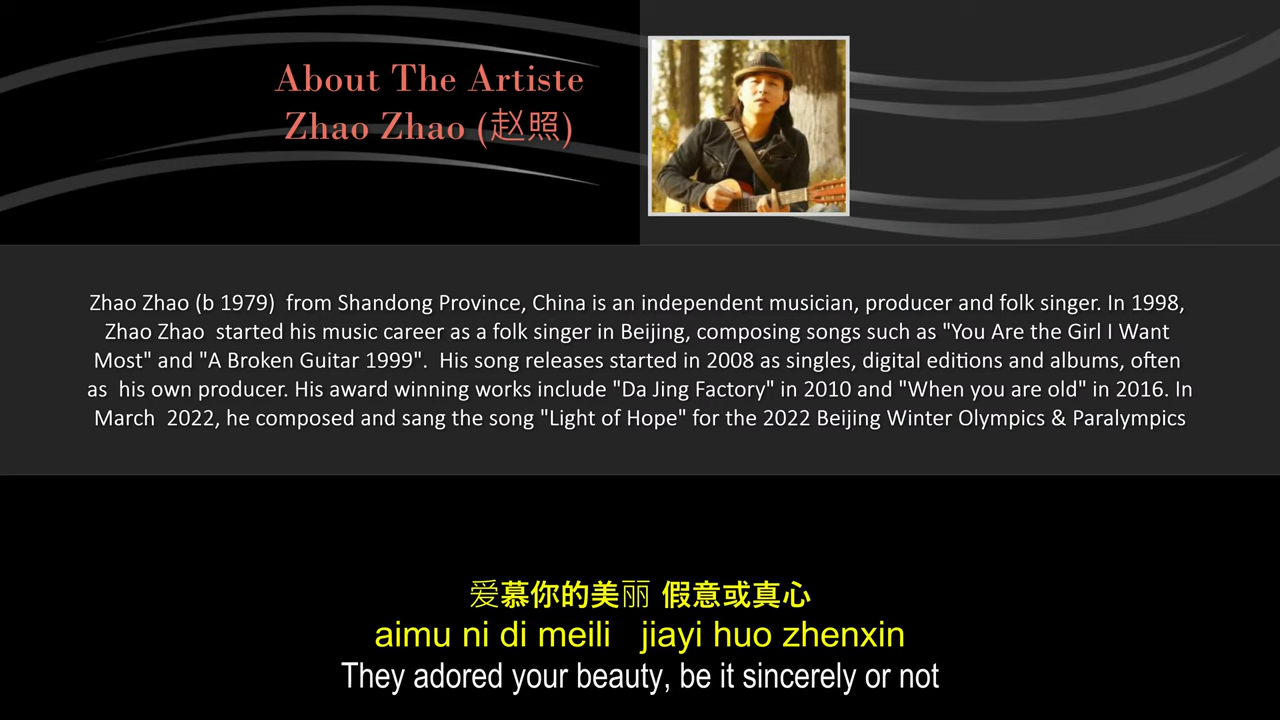 About The Artiste
Zhao Zhao (赵照)
Zhao Zhao (b 1979)  from Shandong Province, China is an independent musician, producer and folk singer. In 1998,
Zhao Zhao  started his music career as a folk singer in Beijing, composing songs such as "You Are the Girl I Want
Most" and "A Broken Guitar 1999".  His song releases started in 2008 as singles, digital editions and albums, often
as  his own producer. His award winning works include "Da Jing Factory" in 2010 and "When you are old" in 2016. In
March  2022, he composed and sang the song "Light of Hope" for the 2022 Beijing Winter Olympics & Paralympics
爱慕你的美丽 假意或真心
aimu ni di meili   jiayi huo zhenxin
They adored your beauty, be it sincerely or not